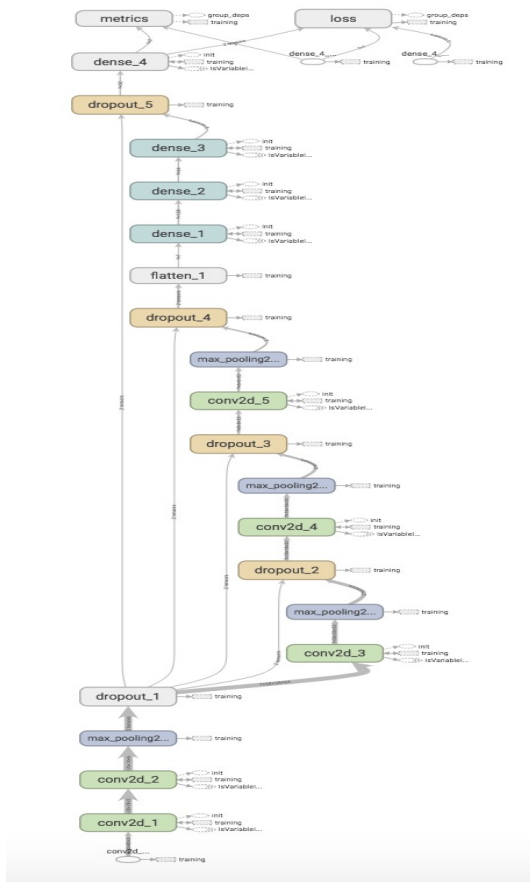 metrics
group_deps
training
loss
group_deps
training
dense_4
init
training
IsVariableI...
dense_4_...
training
dense_4_...
training
dropout_5
training
dense_3
init
training
IsVariableI...
dense_2
init
training
IsVariableI...
dense_1
init
training
IsVariableI...
flatten_1
training
dropout_4
training
max_pooling2...
training
conv2d_5
init
training
IsVariableI...
dropout_3
training
max_pooling2...
training
conv2d_4
init
training
IsVariableI...
dropout_2
training
max_pooling2...
training
conv2d_3
init
training
IsVariableI...
dropout_1
training
max_pooling2...
training
conv2d_2
init
training
IsVariableI...
conv2d_1
init
training
IsVariableI...
conv2d_...
training